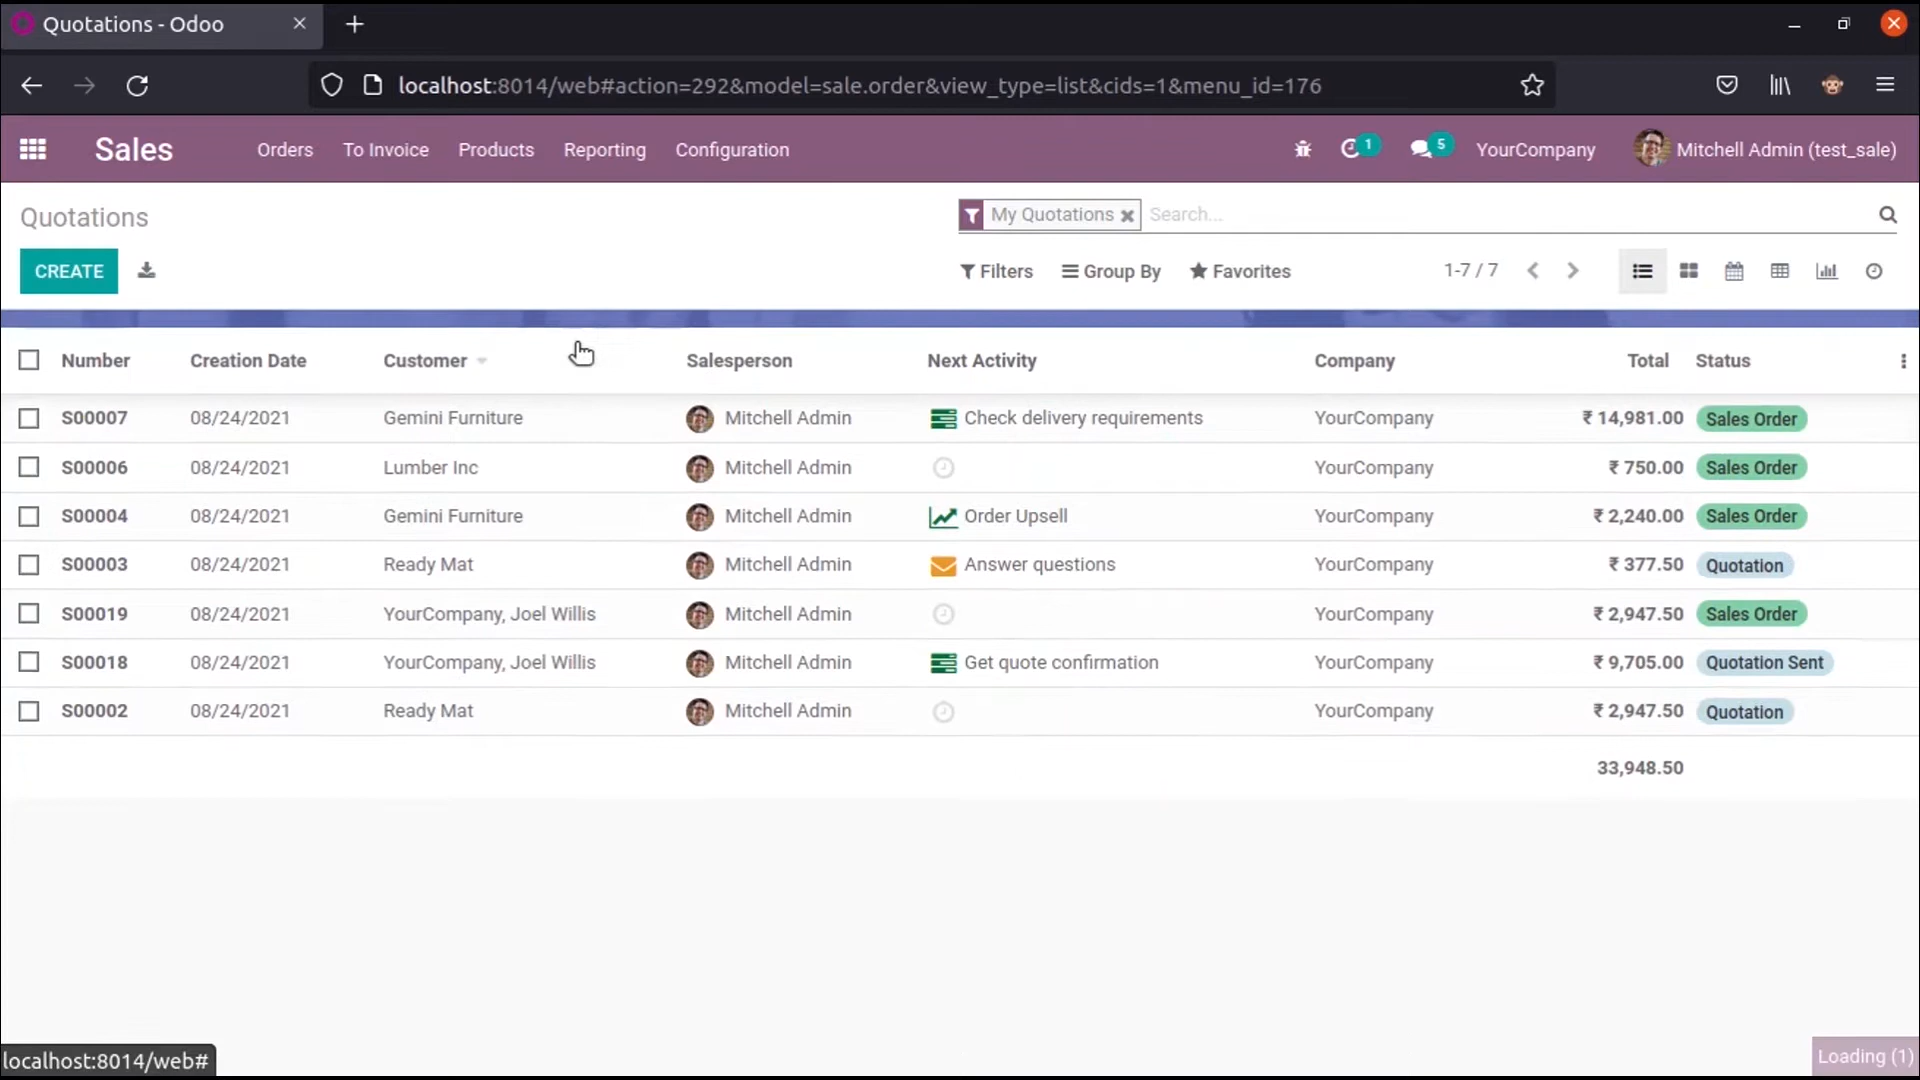 Quotations - Odoo
localhost:8014/web#action=292&model=sale.order&view_type=list&cids=1&menu_id=176
Sales Orders To Invoice Products Reporting Configuration 1 5 YourCompany Mitchell Admin (test_sale)
Quotations My Quotations Search...
CREATE Filters Group By Favorites 1-7 / 7
Number Creation Date Customer Salesperson Next Activity Company Total Status
S00007 08/24/2021 Gemini Furniture Mitchell Admin Check delivery requirements YourCompany ₹ 14,981.00 Sales Order
S00006 08/24/2021 Lumber Inc Mitchell Admin YourCompany ₹ 750.00 Sales Order
S00004 08/24/2021 Gemini Furniture Mitchell Admin Order Upsell YourCompany ₹ 2,240.00 Sales Order
S00003 08/24/2021 Ready Mat Mitchell Admin Answer questions YourCompany ₹ 377.50 Quotation
S00019 08/24/2021 YourCompany, Joel Willis Mitchell Admin YourCompany ₹ 2,947.50 Sales Order
S00018 08/24/2021 YourCompany, Joel Willis Mitchell Admin Get quote confirmation YourCompany ₹ 9,705.00 Quotation Sent
S00002 08/24/2021 Ready Mat Mitchell Admin YourCompany ₹ 2,947.50 Quotation
33,948.50
localhost:8014/web# Loading (1)